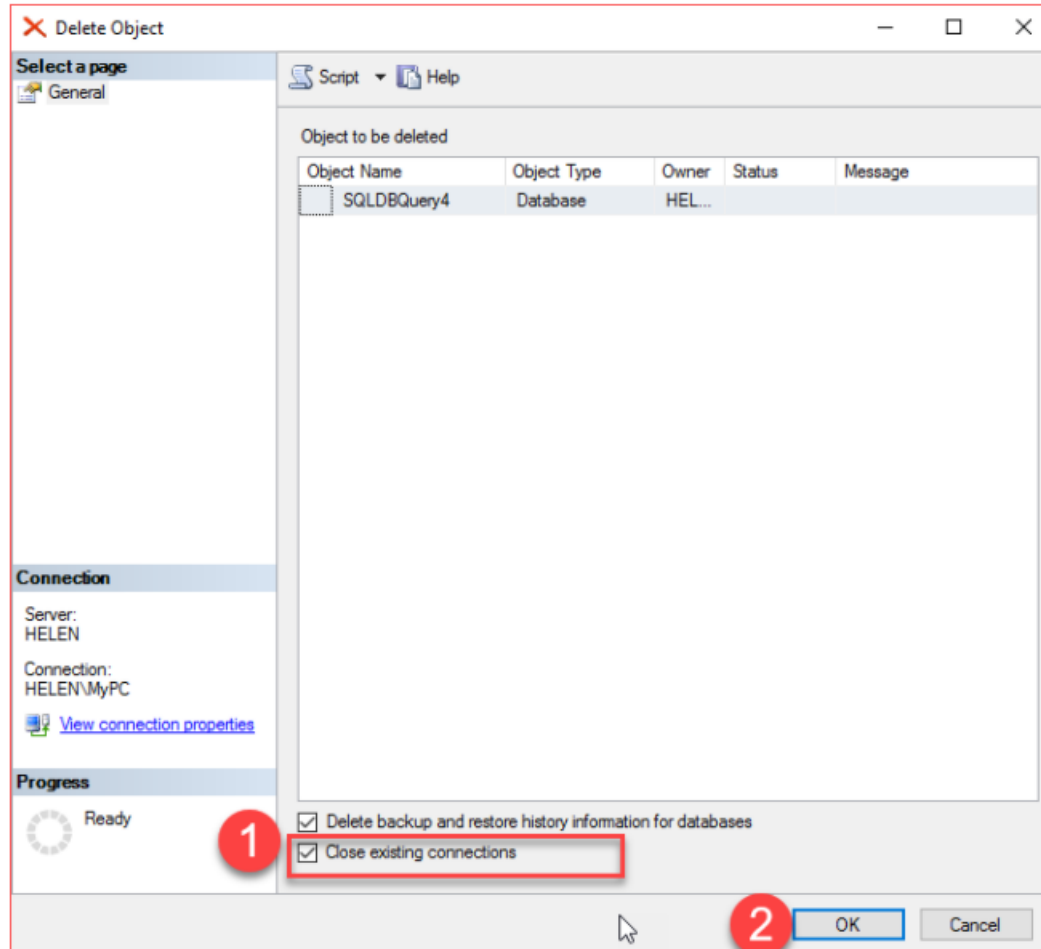 Delete Object
Select a page
General
Script Help
Object to be deleted
Object Name Object Type Owner Status Message
SQLDBQuery4 Database HEL...
Connection
Server:
HELEN
Connection:
HELEN\MyPC
View connection properties
Progress
Ready
Delete backup and restore history information for databases
1 Close existing connections
2 OK Cancel